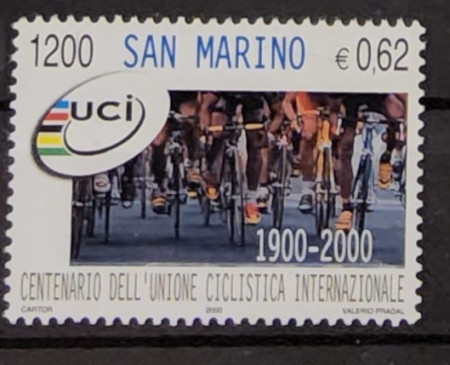 1200 SAN MARINO € 0,62
UCI
1900-2000
CENTENARIO DELL'UNIONE CICLISTICA INTERNAZIONALE
CARTOR 2000 VALERIO PRADAL